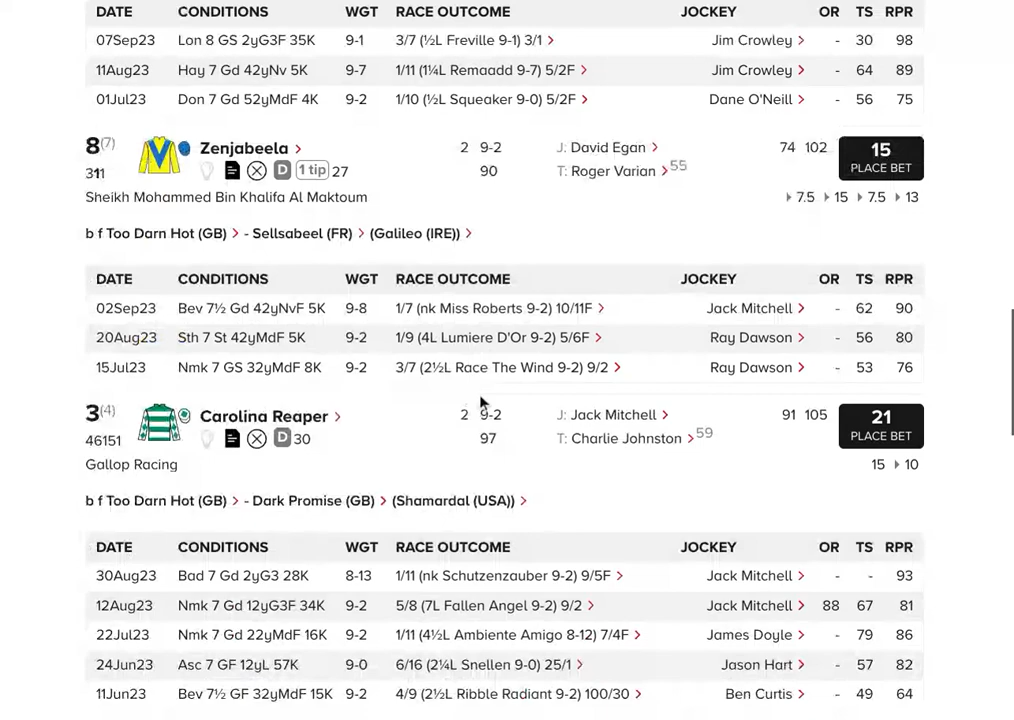 DATE CONDITIONS WGT RACE OUTCOME JOCKEY OR TS RPR
07Sep23 Lon 8 GS 2yG3F 35K 9-1 3/7 (½L Freville 9-1) 3/1 > Jim Crowley > - 30 98
11Aug23 Hay 7 Gd 42yNv 5K 9-7 1/11 (1¼L Remaadd 9-7) 5/2F > Jim Crowley > - 64 89
01Jul23 Don 7 Gd 52yMdF 4K 9-2 1/10 (½L Squeaker 9-0) 5/2F > Dane O'Neill > - 56 75
8(7) Zenjabeela > 2 9-2 J: David Egan > 74 102 15
311 D 1 tip 27 90 T: Roger Varian > 55 PLACE BET
Sheikh Mohammed Bin Khalifa Al Maktoum 7.5 15 7.5 13
b f Too Darn Hot (GB) > - Sellsabeel (FR) > (Galileo (IRE)) >
DATE CONDITIONS WGT RACE OUTCOME JOCKEY OR TS RPR
02Sep23 Bev 7½ Gd 42yNvF 5K 9-8 1/7 (nk Miss Roberts 9-2) 10/11F > Jack Mitchell > - 62 90
20Aug23 Sth 7 St 42yMdF 5K 9-2 1/9 (4L Lumiere D'Or 9-2) 5/6F > Ray Dawson > - 56 80
15Jul23 Nmk 7 GS 32yMdF 8K 9-2 3/7 (2½L Race The Wind 9-2) 9/2 > Ray Dawson > - 53 76
3(4) Carolina Reaper > 2 9-2 J: Jack Mitchell > 91 105 21
46151 D 30 97 T: Charlie Johnston > 59 PLACE BET
Gallop Racing 15 10
b f Too Darn Hot (GB) > - Dark Promise (GB) > (Shamardal (USA)) >
DATE CONDITIONS WGT RACE OUTCOME JOCKEY OR TS RPR
30Aug23 Bad 7 Gd 2yG3 28K 8-13 1/11 (nk Schutzenzauber 9-2) 9/5F > Jack Mitchell > - - 93
12Aug23 Nmk 7 Gd 12yG3F 34K 9-2 5/8 (7L Fallen Angel 9-2) 9/2 > Jack Mitchell > 88 67 81
22Jul23 Nmk 7 Gd 22yMdF 16K 9-2 1/11 (4½L Ambiente Amigo 8-12) 7/4F > James Doyle > - 79 86
24Jun23 Asc 7 GF 12yL 57K 9-0 6/16 (2¼L Snellen 9-0) 25/1 > Jason Hart > - 57 82
11Jun23 Bev 7½ GF 32yMdF 15K 9-2 4/9 (2½L Ribble Radiant 9-2) 100/30 > Ben Curtis > - 49 64